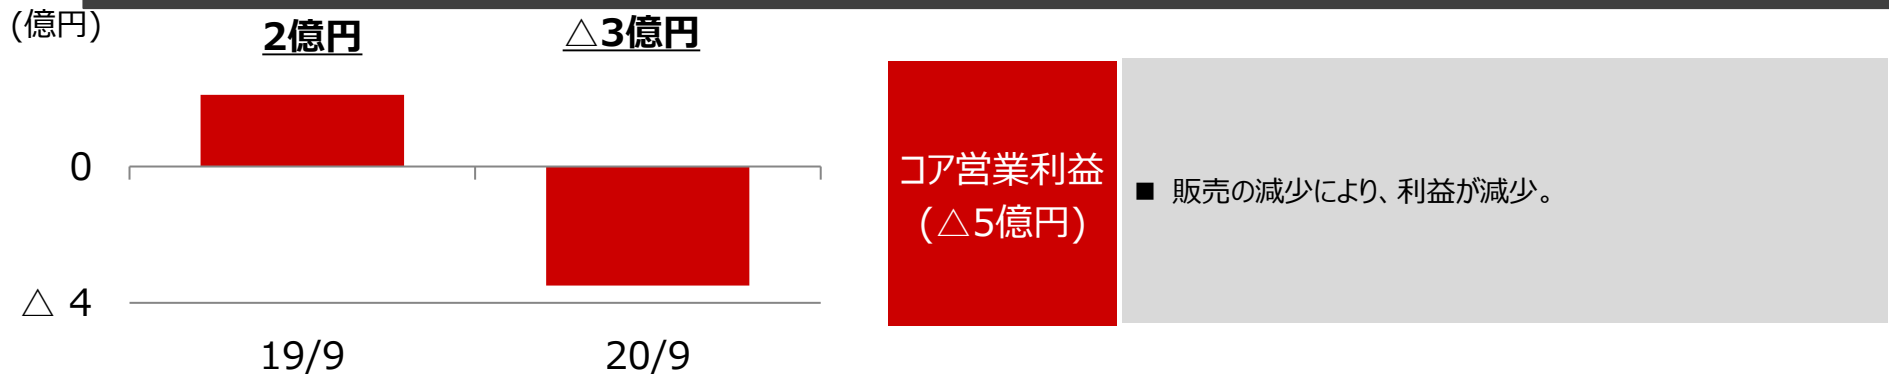 (億円)
2億円
△3億円
0
△ 4
19/9
20/9
コア営業利益
(△5億円)
■ 販売の減少により、利益が減少。